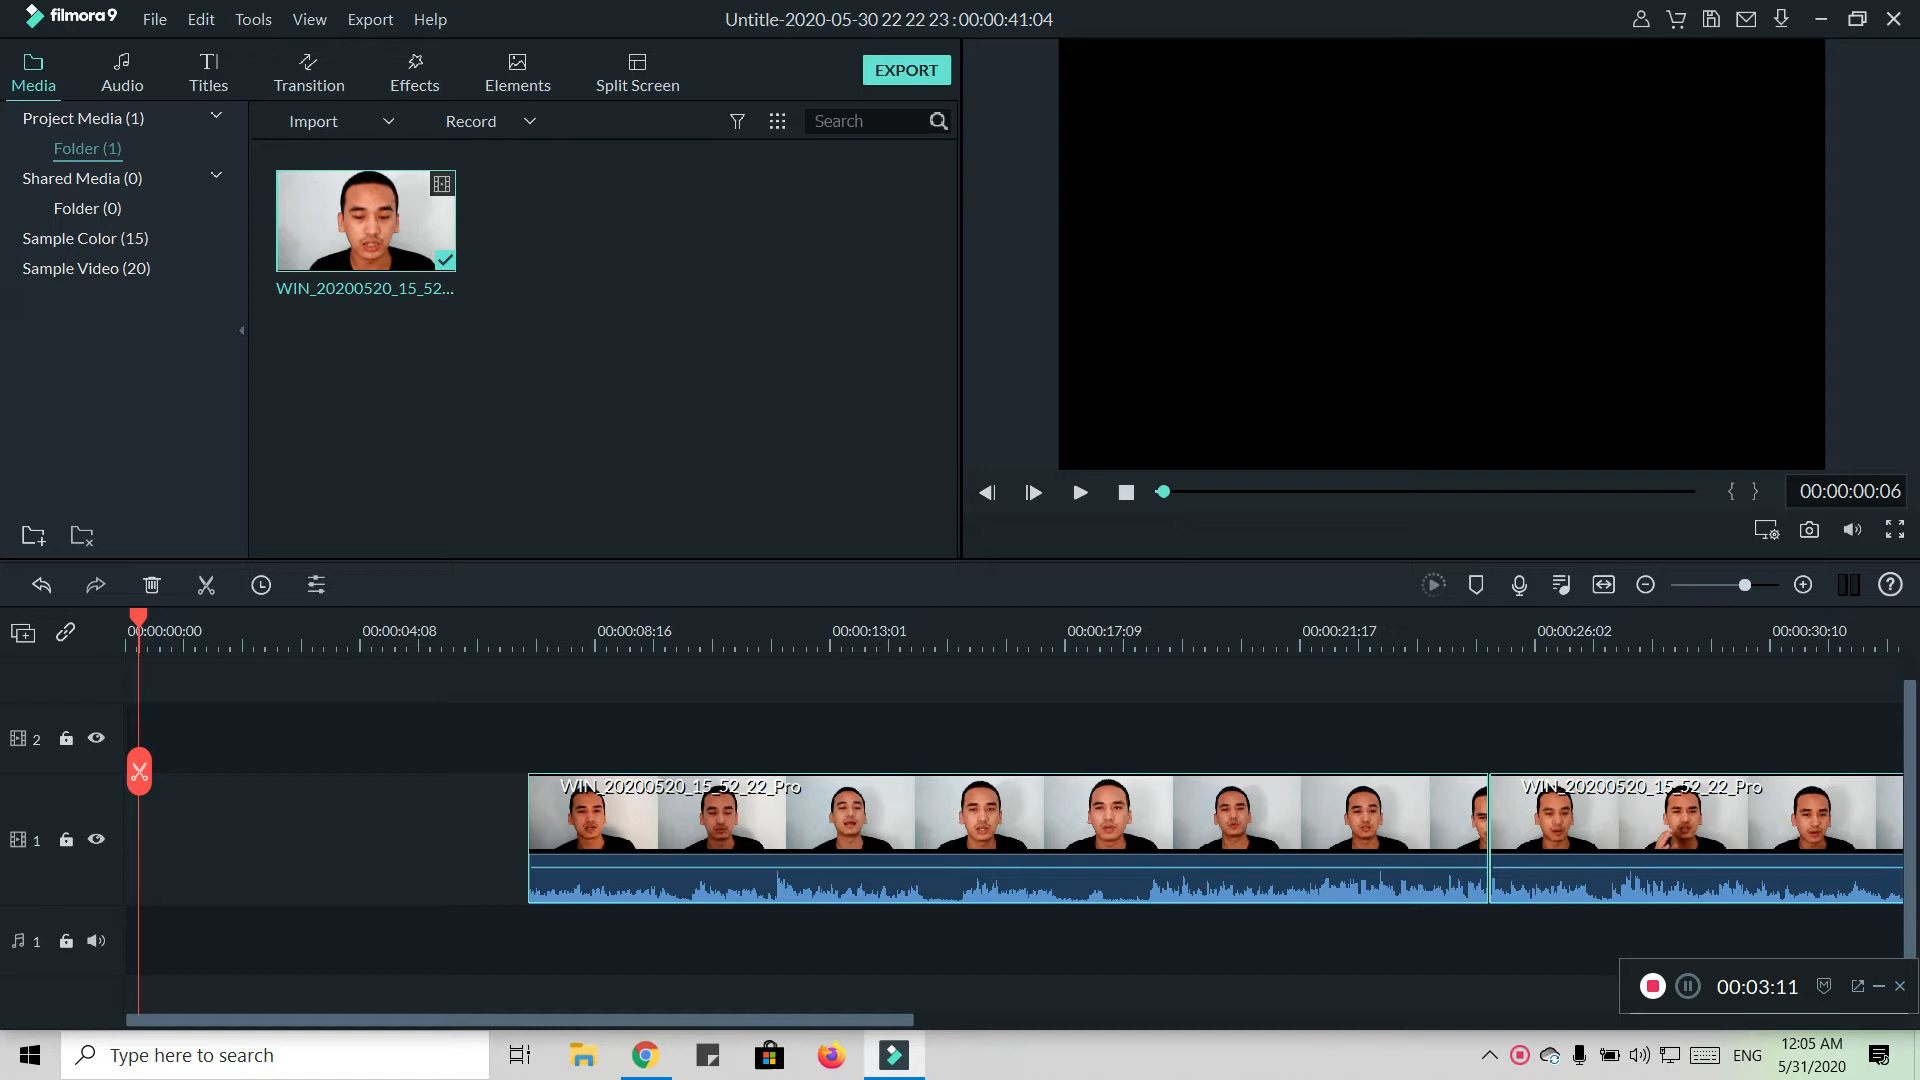 filmora9 File Edit Tools View Export Help Untitle-2020-05-30 22 22 23 : 00:00:41:04
Media Audio Titles Transition Effects Elements Split Screen EXPORT
Project Media (1)
Folder (1)
Shared Media (0)
Folder (0)
Sample Color (15)
Sample Video (20)
Import Record Search
WIN_20200520_15_52...
{ } 00:00:00:06
00:00:00:00 00:00:04:08 00:00:08:16 00:00:13:01 00:00:17:09 00:00:21:17 00:00:26:02 00:00:30:10
2
WIN_20200520_15_52_22_Pro WIN_20200520_15_52_22_Pro
1
1
00:03:11
Type here to search
ENG
12:05 AM
5/31/2020